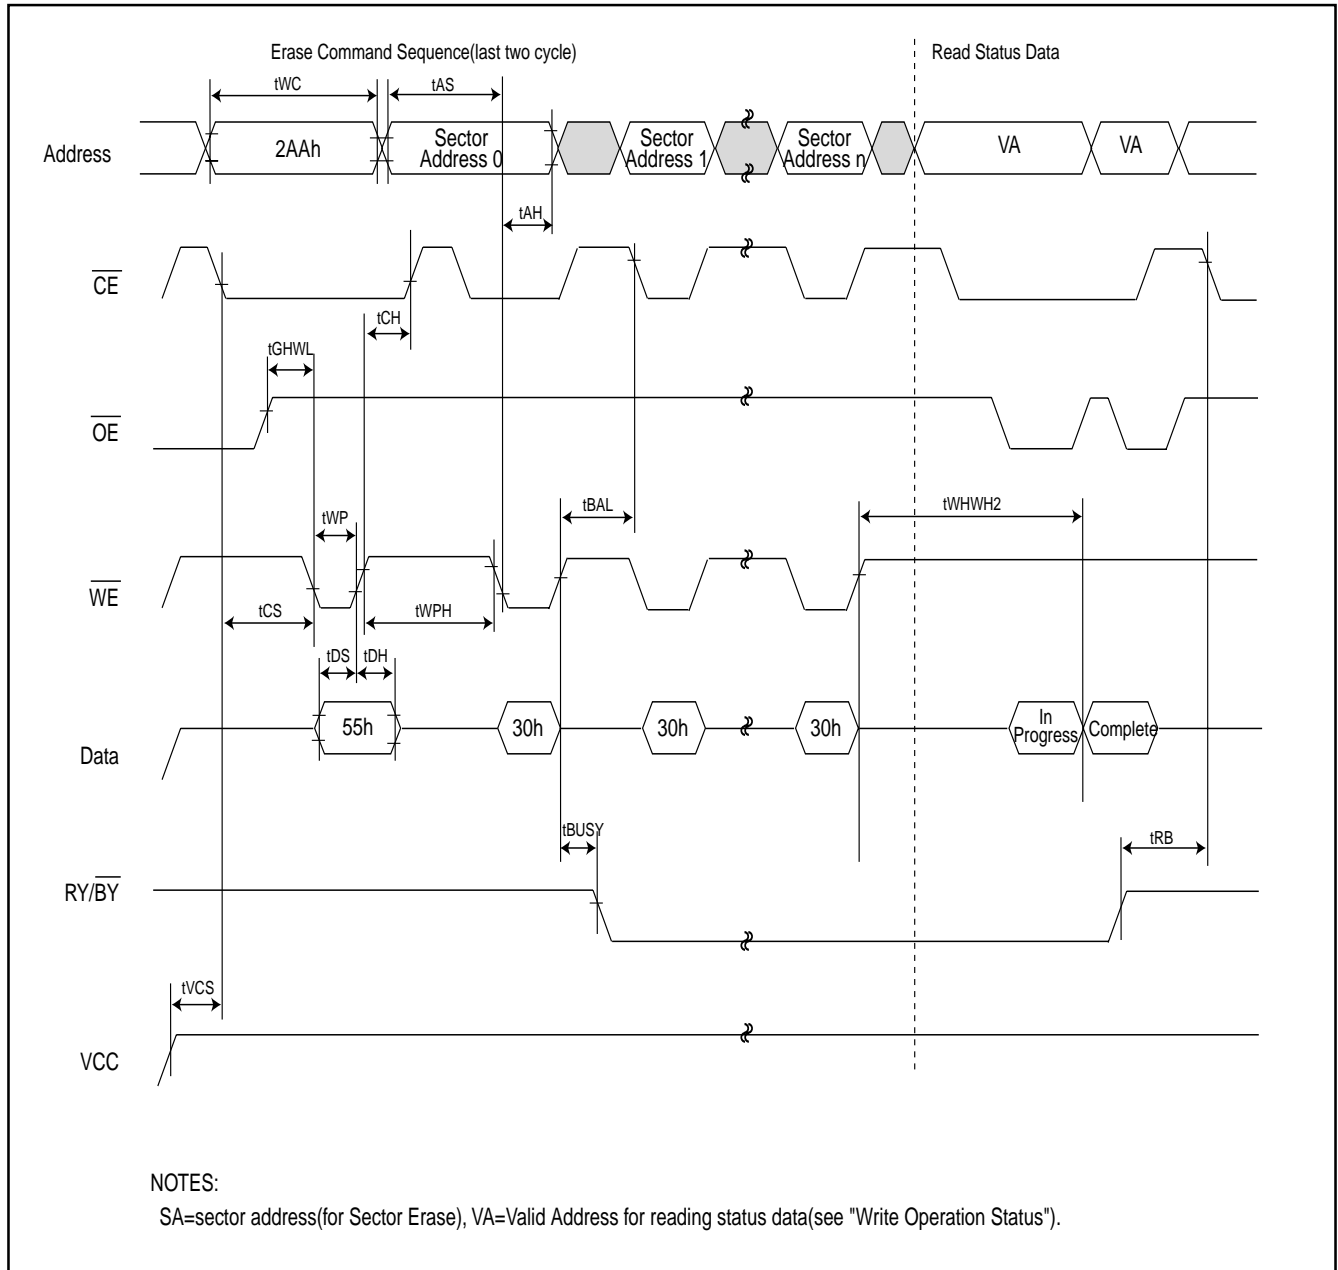 Erase Command Sequence(last two cycle)
Read Status Data
tWC
tAS
Address
2AAh
Sector
Address 0
Sector
Address 1
Sector
Address n
VA
VA
tAH
CE
tCH
tGHWL
OE
tWP
tBAL
tWHWH2
WE
tCS
tWPH
tDS
tDH
Data
55h
30h
30h
30h
In
Progress
Complete
tBUSY
tRB
RY/BY
tVCS
VCC
NOTES:
SA=sector address(for Sector Erase), VA=Valid Address for reading status data(see "Write Operation Status").